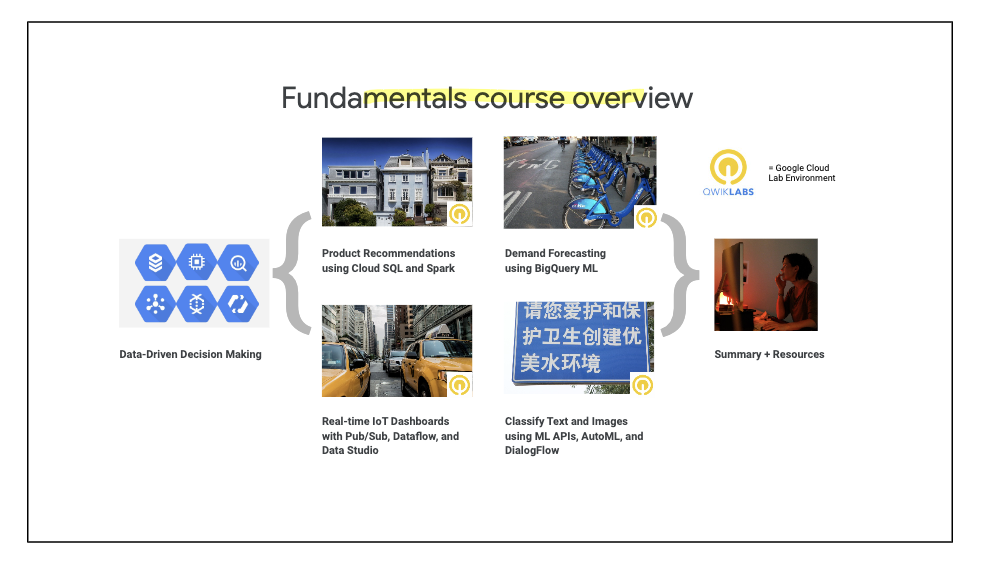 Fundamentals course overview
QWIKLABS
= Google Cloud
Lab Environment
Data-Driven Decision Making
Product Recommendations
using Cloud SQL and Spark
Demand Forecasting
using BigQuery ML
请您爱护和保
护卫生创建优
美水环境
Real-time IoT Dashboards
with Pub/Sub, Dataflow, and
Data Studio
Classify Text and Images
using ML APIs, AutoML, and
DialogFlow
Summary + Resources